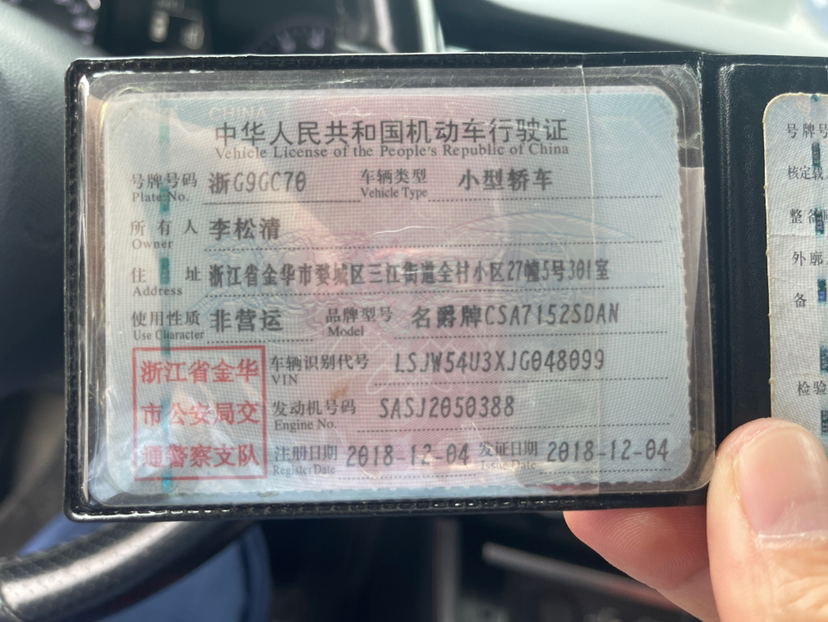 CHINA
中华人民共和国机动车行驶证
Vehicle License of the People's Republic of China
号牌号码 浙G9GC70 车辆类型 小型轿车
Plate No. Vehicle Type
所有人 李松清
Owner
住址 浙江省金华市婺城区三江街道金村小区27幢5号301室
Address
使用性质 非营运 品牌型号 名爵牌CSA7152SDAN
Use Character Model
浙江省金华
市公安局交
通警察支队
车辆识别代号 LSJW54U3XJG048099
VIN
发动机号码 SASJ2050388
Engine No.
注册日期 2018-12-04 发证日期 2018-12-04
Register Date Issue Date
号牌号
核定载
整备
外廓
备
检验